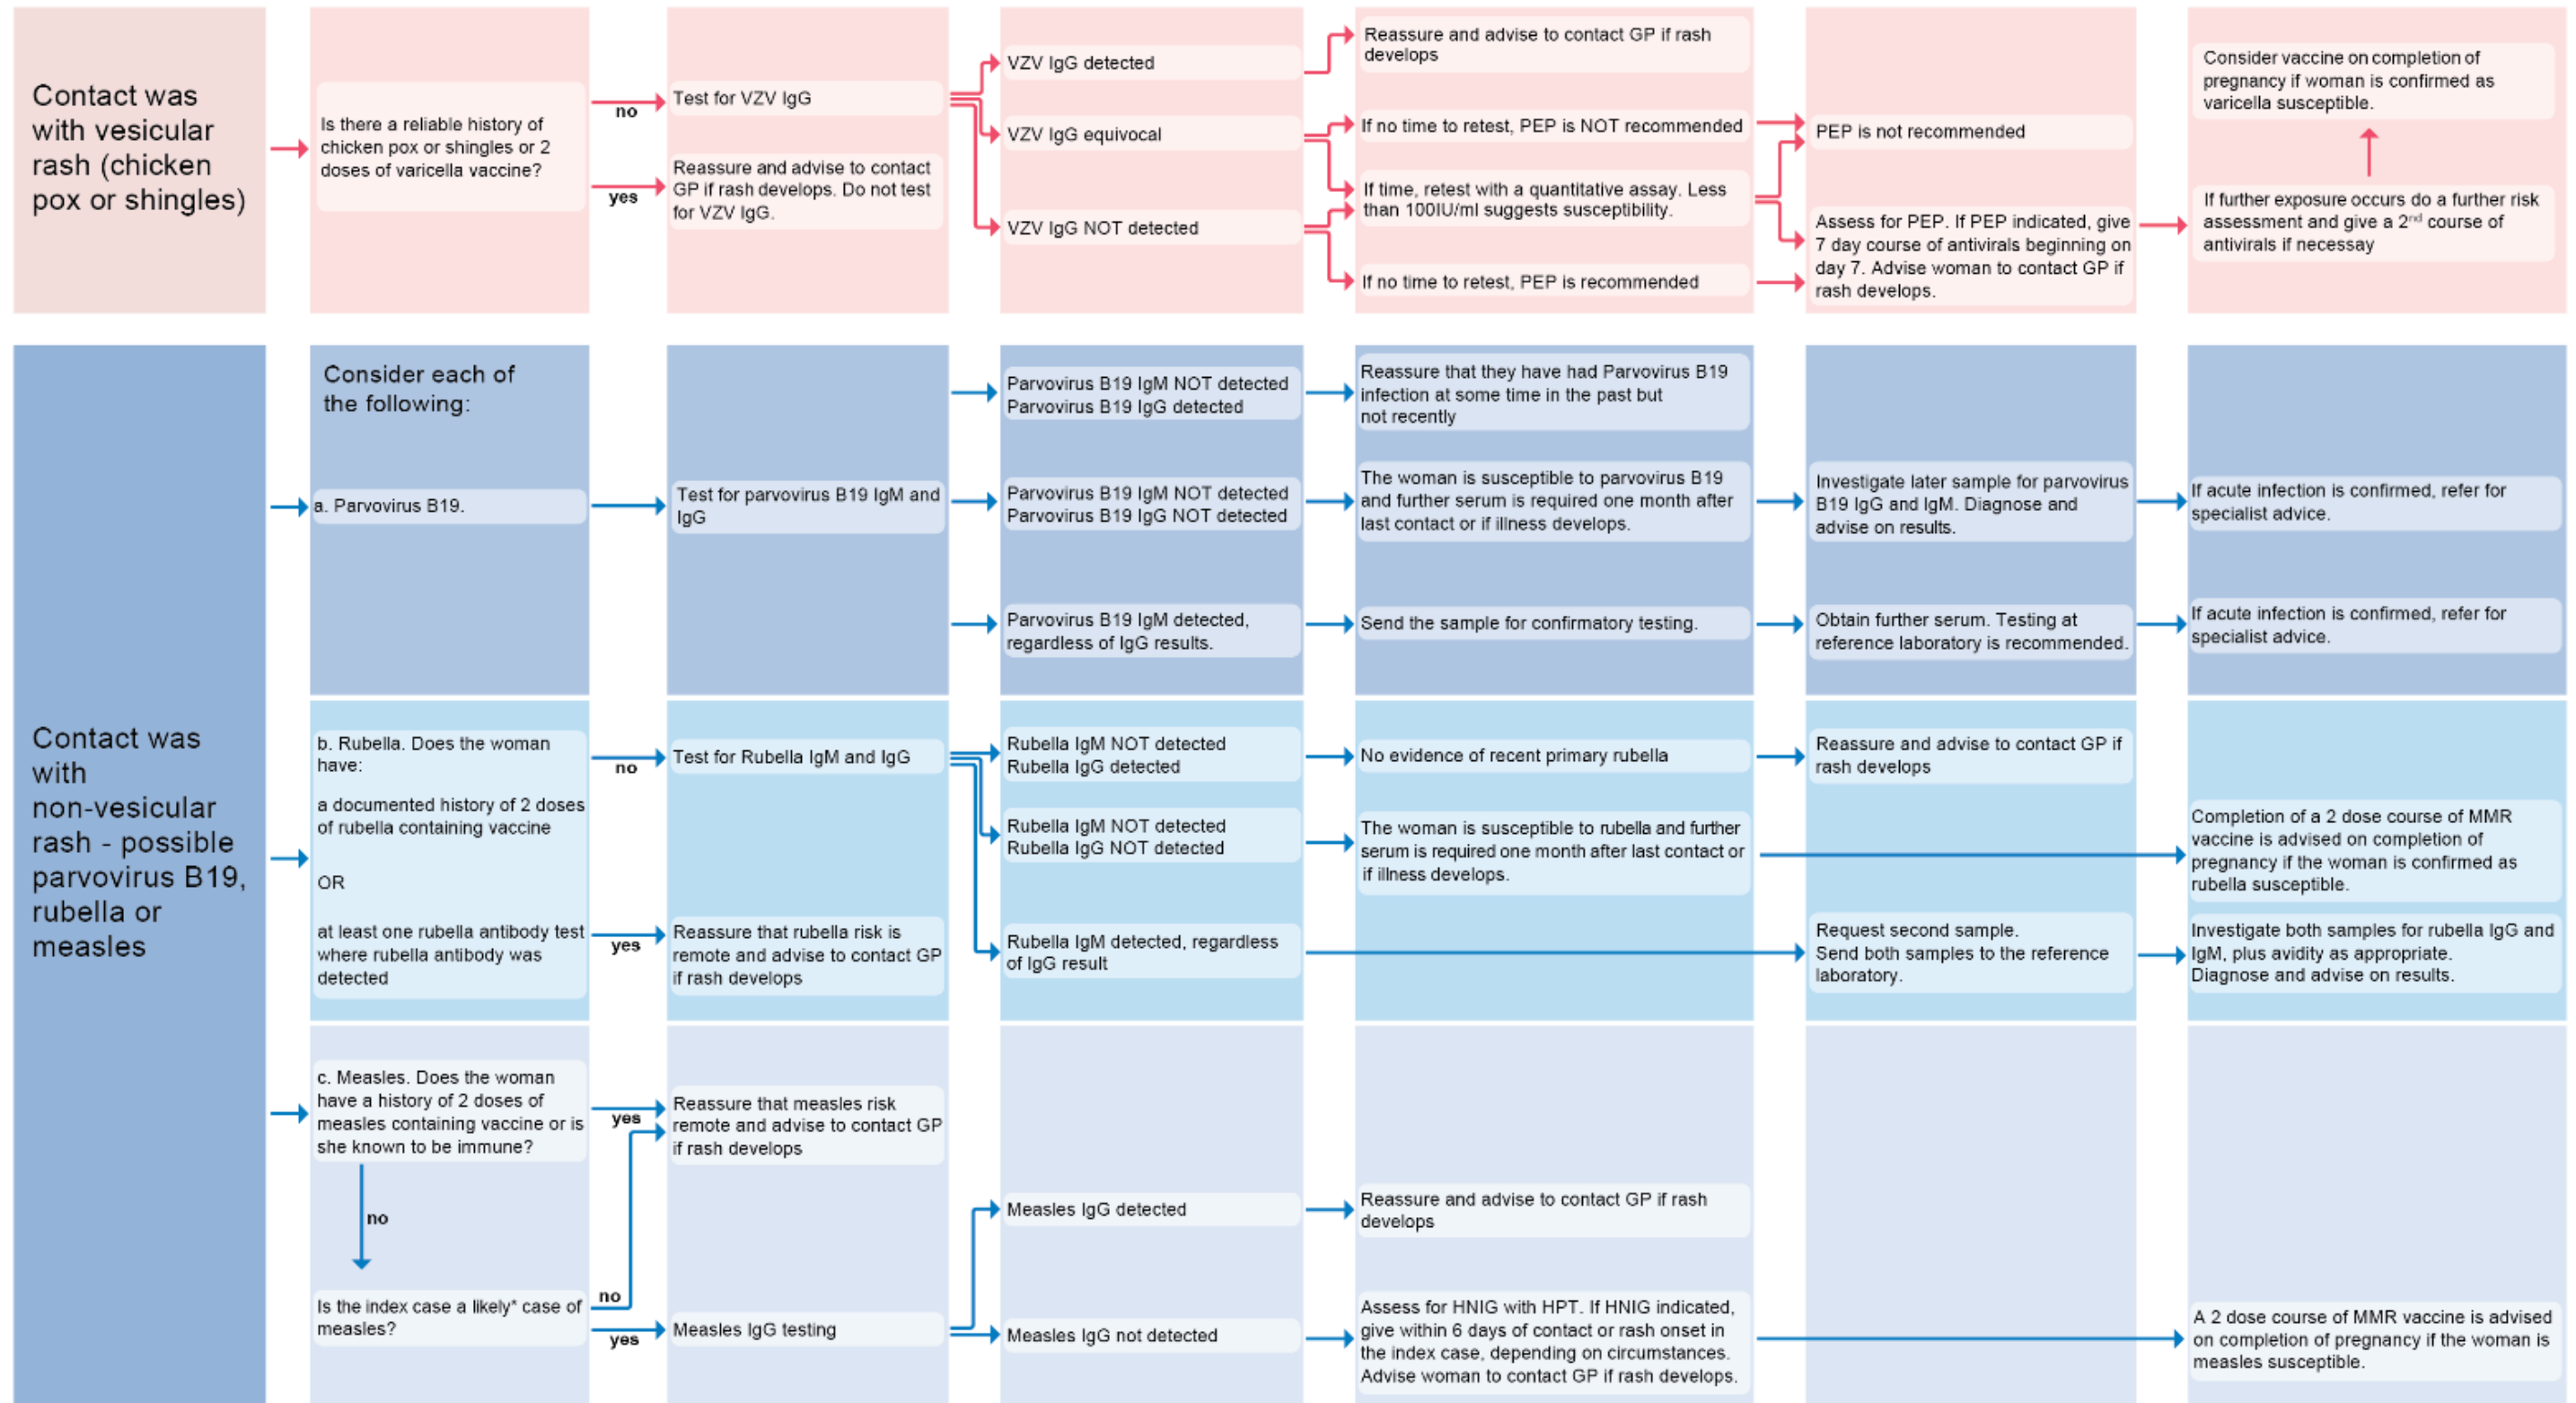 Contact was
with vesicular
rash (chicken
pox or shingles)
Is there a reliable history of
chicken pox or shingles or 2
doses of varicella vaccine?
no
yes
Test for VZV IgG
Reassure and advise to contact
GP if rash develops. Do not test
for VZV IgG.
VZV IgG detected
VZV IgG equivocal
VZV IgG NOT detected
Reassure and advise to contact GP if rash
develops
If no time to retest, PEP is NOT recommended
If time, retest with a quantitative assay. Less
than 100IU/ml suggests susceptibility.
If no time to retest, PEP is recommended
PEP is not recommended
Assess for PEP. If PEP indicated, give
7 day course of antivirals beginning on
day 7. Advise woman to contact GP if
rash develops.
Consider vaccine on completion of
pregnancy if woman is confirmed as
varicella susceptible.
If further exposure occurs do a further risk
assessment and give a 2nd course of
antivirals if necessay
Contact was
with
non-vesicular
rash - possible
parvovirus B19,
rubella or
measles
Consider each of
the following:
a. Parvovirus B19.
Test for parvovirus B19 IgM and
IgG
Parvovirus B19 IgM NOT detected
Parvovirus B19 IgG detected
Reassure that they have had Parvovirus B19
infection at some time in the past but
not recently
Parvovirus B19 IgM NOT detected
Parvovirus B19 IgG NOT detected
The woman is susceptible to parvovirus B19
and further serum is required one month after
last contact or if illness develops.
Investigate later sample for parvovirus
B19 IgG and IgM. Diagnose and
advise on results.
If acute infection is confirmed, refer for
specialist advice.
Parvovirus B19 IgM detected,
regardless of IgG results.
Send the sample for confirmatory testing.
Obtain further serum. Testing at
reference laboratory is recommended.
If acute infection is confirmed, refer for
specialist advice.
b. Rubella. Does the woman
have:
a documented history of 2 doses
of rubella containing vaccine
OR
at least one rubella antibody test
where rubella antibody was
detected
no
yes
Test for Rubella IgM and IgG
Reassure that rubella risk is
remote and advise to contact GP
if rash develops
Rubella IgM NOT detected
Rubella IgG detected
No evidence of recent primary rubella
Reassure and advise to contact GP if
rash develops
Rubella IgM NOT detected
Rubella IgG NOT detected
The woman is susceptible to rubella and further
serum is required one month after last contact or
if illness develops.
Completion of a 2 dose course of MMR
vaccine is advised on completion of
pregnancy if the woman is confirmed as
rubella susceptible.
Rubella IgM detected, regardless
of IgG result
Request second sample.
Send both samples to the reference
laboratory.
Investigate both samples for rubella IgG and
IgM, plus avidity as appropriate.
Diagnose and advise on results.
c. Measles. Does the woman
have a history of 2 doses of
measles containing vaccine or is
she known to be immune?
yes
no
Reassure that measles risk
remote and advise to contact GP
if rash develops
Is the index case a likely* case of
measles?
no
yes
Measles IgG testing
Measles IgG detected
Reassure and advise to contact GP if rash
develops
Measles IgG not detected
Assess for HNIG with HPT. If HNIG indicated,
give within 6 days of contact or rash onset in
the index case, depending on circumstances.
Advise woman to contact GP if rash develops.
A 2 dose course of MMR vaccine is advised
on completion of pregnancy if the woman is
measles susceptible.